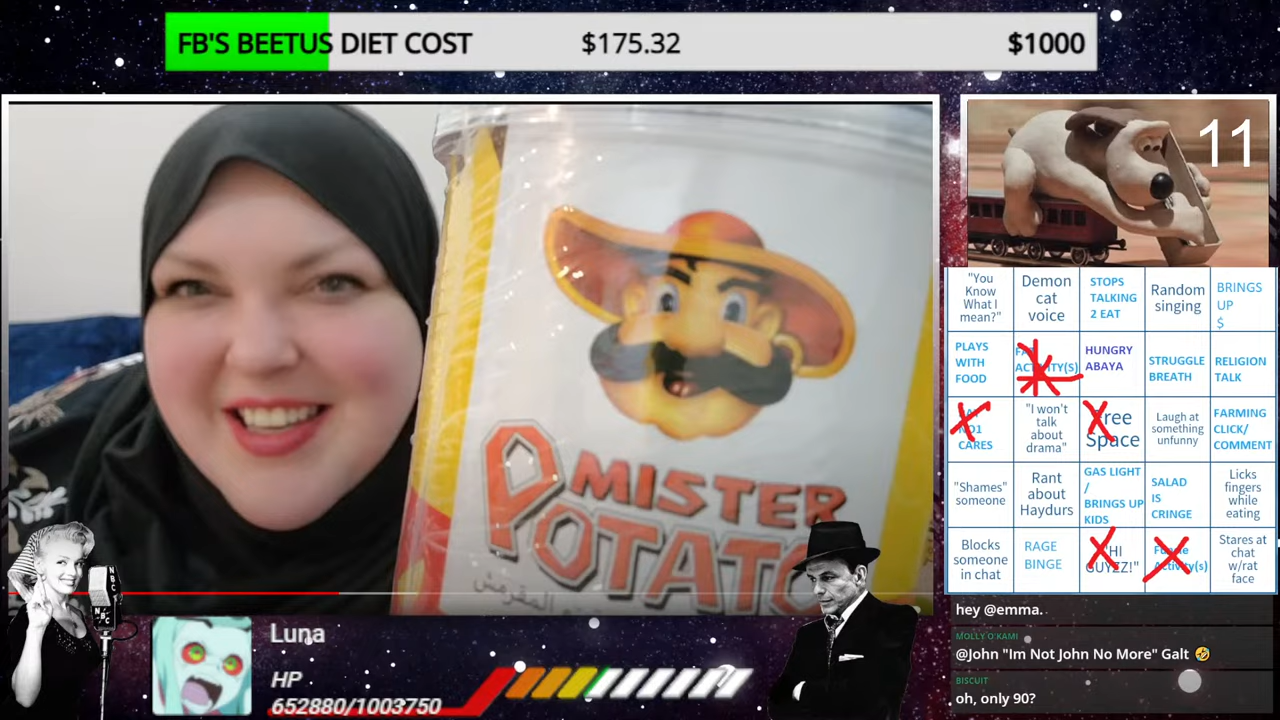 FB'S BEETUS DIET COST $175.32 $1000
11
MISTER
POTATO
"You
Know
What I
mean?"
Demon
cat
voice
STOPS
TALKING
2 EAT
Random
singing
BRINGS
UP
$
PLAYS
WITH
FOOD
HUNGRY
ABAYA
STRUGGLE
BREATH
RELIGION
TALK
NO1
CARES
"I won't
talk
about
drama"
Free
Space
Laugh at
something
unfunny
FARMING
CLICK/
COMMENT
"Shames"
someone
Rant
about
Haydurs
GAS LIGHT
/
BRINGS UP
KIDS
SALAD
IS
CRINGE
Licks
fingers
while
eating
Blocks
someone
in chat
RAGE
BINGE
"HI
GUYZZ!"
Stares at
chat
w/rat
face
NBC
NBC
Luna
HP
652880/1003750
hey @emma.
MOLLY O'KAMI
@John "Im Not John No More" Galt 🤣
BISCUIT
oh, only 90?